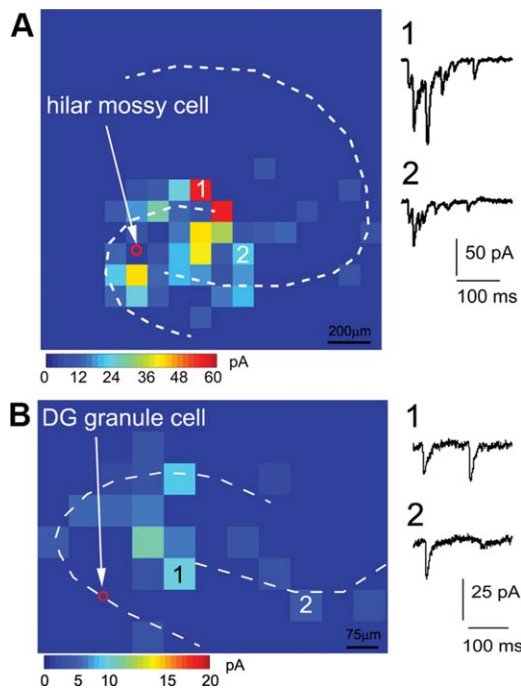 A
hilar mossy cell
1
2
200µm
0 12 24 36 48 60
pA
1
2
50 pA
100 ms
B
DG granule cell
1
2
75µm
0 5 10 15 20
pA
1
2
25 pA
100 ms